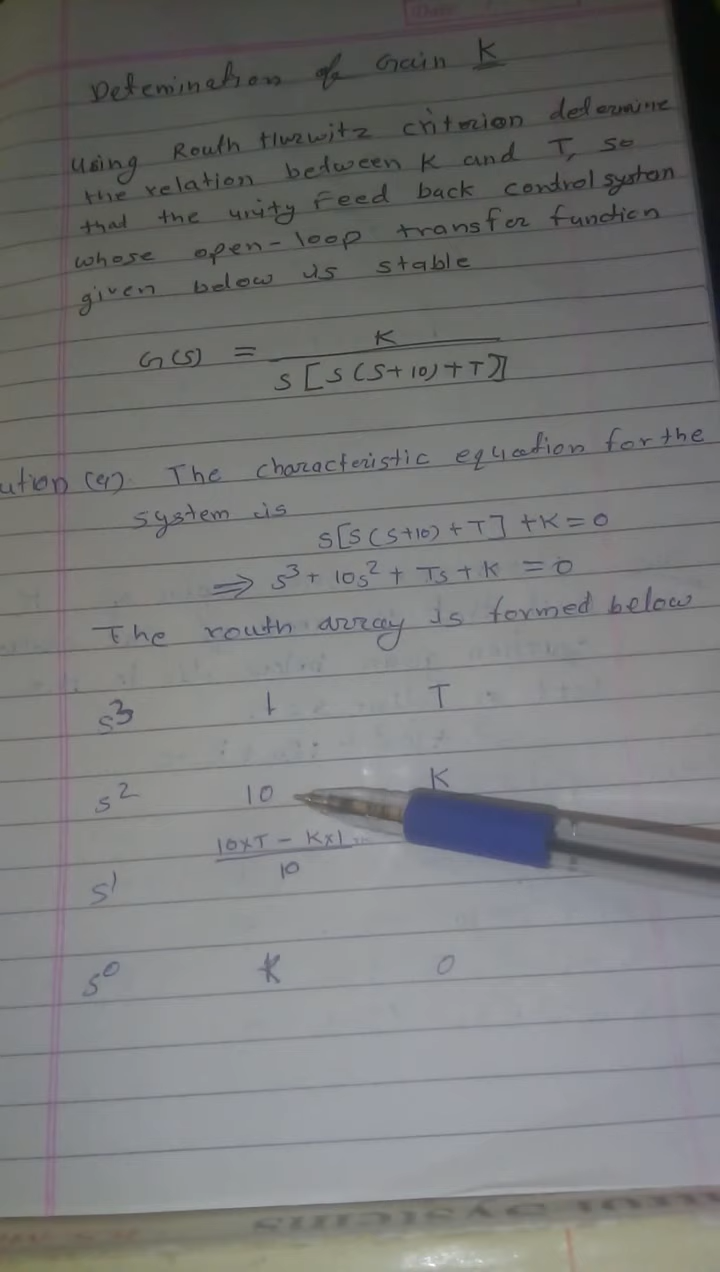 Detemination of Gain K
Using Routh Hurwitz criterion determine
the relation between K and T, so
that the unity Feed back control system
whose open-loop transfer function
given below is stable
G(s) = K / S[S(S+10)+T)]
ution (a). The characteristic equation for the
system is
S[S(S+10)+T]+K=0
⇒ s³ + 10s² + Ts + K = 0
The routh array is formed below
s³ 1 T
s² 10 K
s¹ 10×T - K×1 / 10
s⁰ K 0